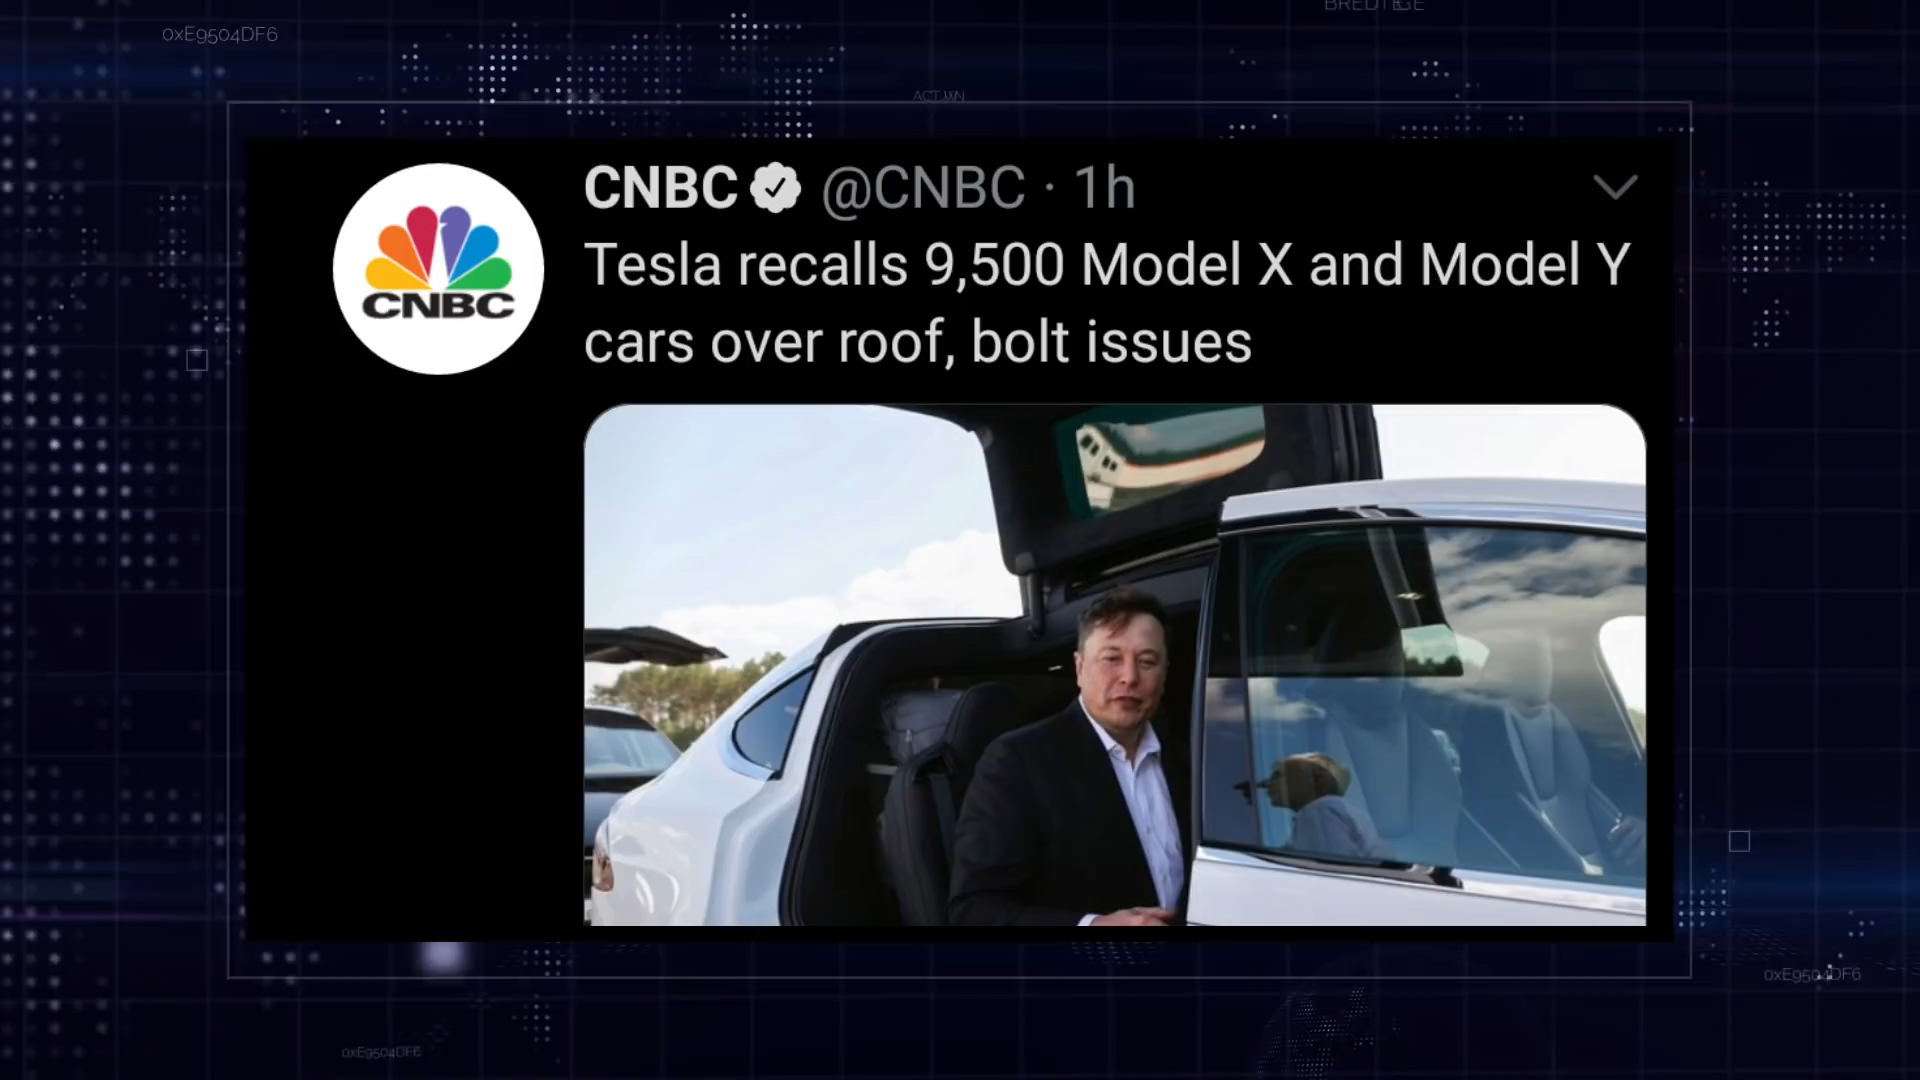 0xE9504DF6
CNBC @CNBC · 1h
Tesla recalls 9,500 Model X and Model Y
cars over roof, bolt issues
CNBC
0xE9504DF6
0xE9504DF6